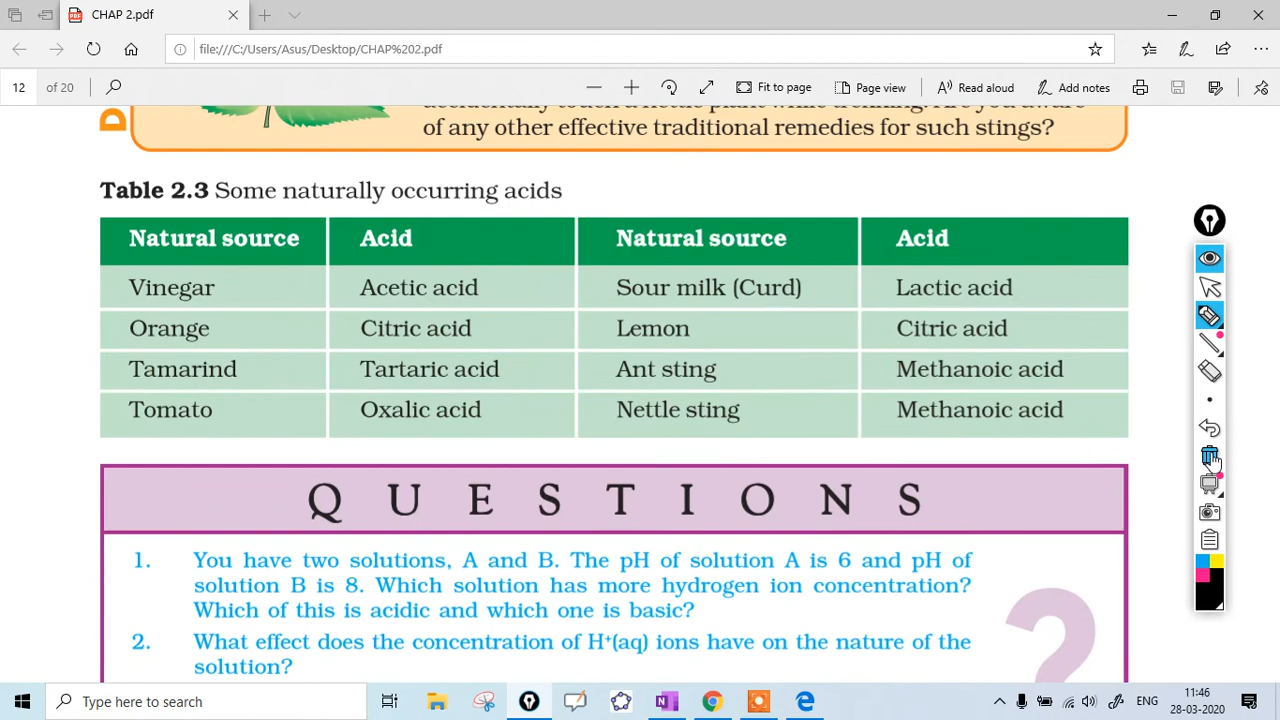 CHAP 2.pdf
file:///C:/Users/Asus/Desktop/CHAP%202.pdf
12 of 20
Fit to page
Page view
Read aloud
Add notes
D
of any other effective traditional remedies for such stings?
Table 2.3 Some naturally occurring acids
Natural source Acid Natural source Acid
Vinegar Acetic acid Sour milk (Curd) Lactic acid
Orange Citric acid Lemon Citric acid
Tamarind Tartaric acid Ant sting Methanoic acid
Tomato Oxalic acid Nettle sting Methanoic acid
QUESTIONS
1. You have two solutions, A and B. The pH of solution A is 6 and pH of
solution B is 8. Which solution has more hydrogen ion concentration?
Which of this is acidic and which one is basic?
2. What effect does the concentration of H⁺(aq) ions have on the nature of the
solution?
?
Type here to search
ENG
11:46
28-03-2020